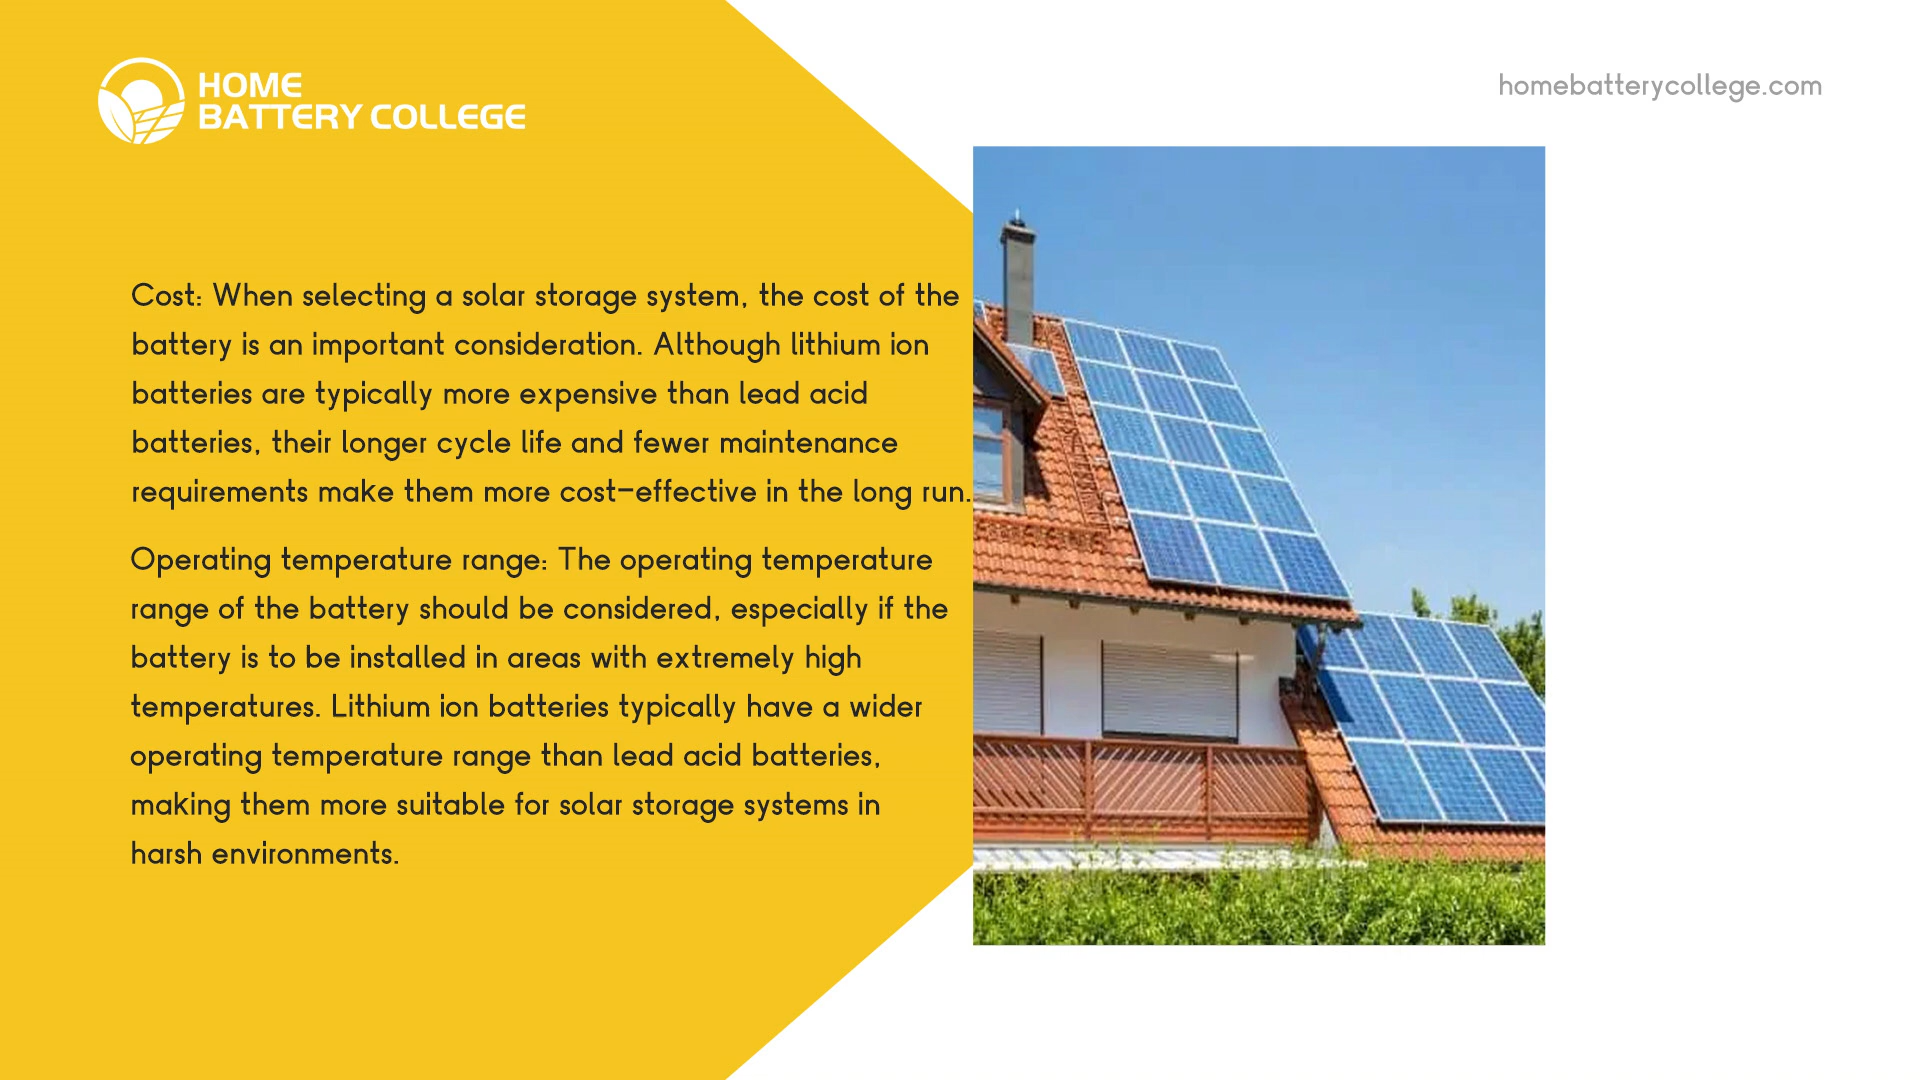 HOME
BATTERY COLLEGE
homebatterycollege.com
Cost: When selecting a solar storage system, the cost of the
battery is an important consideration. Although lithium ion
batteries are typically more expensive than lead acid
batteries, their longer cycle life and fewer maintenance
requirements make them more cost-effective in the long run.
Operating temperature range: The operating temperature
range of the battery should be considered, especially if the
battery is to be installed in areas with extremely high
temperatures. Lithium ion batteries typically have a wider
operating temperature range than lead acid batteries,
making them more suitable for solar storage systems in
harsh environments.